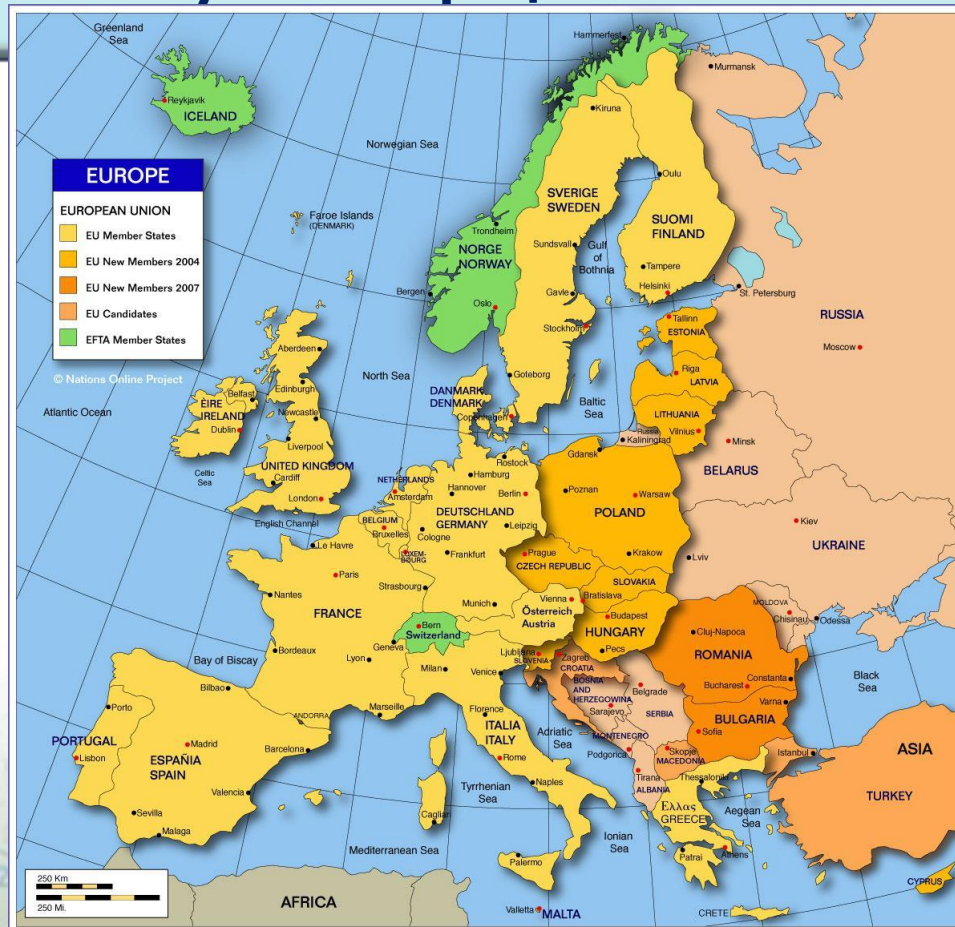 Greenland
Sea
Hammerfest
Murmansk
Reykjavik
ICELAND
Kiruna
Norwegian Sea
EUROPE
EUROPEAN UNION
EU Member States
EU New Members 2004
EU New Members 2007
EU Candidates
EFTA Member States
© Nations Online Project
Oulu
SVERIGE
SWEDEN
SUOMI
FINLAND
Faroe Islands
(DENMARK)
Trondheim
NORGE
NORWAY
Sundsvall
Gulf
of
Bothnia
Tampere
Bergen
Gavle
Helsinki
St. Petersburg
Oslo
Stockholm
Tallinn
ESTONIA
RUSSIA
Moscow
Aberdeen
North Sea
Goteborg
Riga
LATVIA
Edinburgh
Atlantic Ocean
ÉIRE
IRELAND
Belfast
Newcastle
DANMARK
DENMARK
Copenhagen
Baltic
Sea
LITHUANIA
Vilnius
Russia
Kaliningrad
Minsk
Dublin
Liverpool
Celtic
Sea
UNITED KINGDOM
Cardiff
London
English Channel
NETHERLANDS
Amsterdam
Rostock
Hamburg
Hannover
Berlin
Gdansk
BELARUS
Poznan
Warsaw
POLAND
DEUTSCHLAND
GERMANY
Leipzig
BELGIUM
Bruxelles
Cologne
LUXEM-
BOURG
Frankfurt
Kiev
UKRAINE
Le Havre
Paris
Prague
CZECH REPUBLIC
Krakow
Lviv
SLOVAKIA
Strasbourg
Nantes
Munich
Vienna
Bratislava
Österreich
Austria
Budapest
HUNGARY
Pecs
MOLDOVA
Chisinau
Odessa
FRANCE
Bern
Switzerland
Geneva
Cluj-Napoca
ROMANIA
Bay of Biscay
Bordeaux
Lyon
Milan
Venice
Ljubljana
SLOVENIA
Zagreb
CROATIA
BOSNIA
AND
HERZEGOWINA
Sarajevo
Belgrade
SERBIA
Bucharest
Constanta
Varna
Black
Sea
Bilbao
Porto
ANDORRA
Marseille
Florence
ITALIA
ITALY
Adriatic
Sea
MONTENEGRO
Podgorica
BULGARIA
Sofia
Skopje
MACEDONIA
PORTUGAL
Lisbon
Madrid
ESPAÑIA
SPAIN
Barcelona
Valencia
Rome
Naples
Tirana
ALBANIA
Istanbul
ASIA
TURKEY
Thessalonik
Tyrrhenian
Sea
Ελλας
GREECE
Aegean
Sea
Sevilla
Malaga
Cagliari
Mediterranean Sea
Palermo
Ionian
Sea
Patrai
Athens
250 Km
250 Mi.
AFRICA
Valletta
MALTA
CRETE
CYPRUS